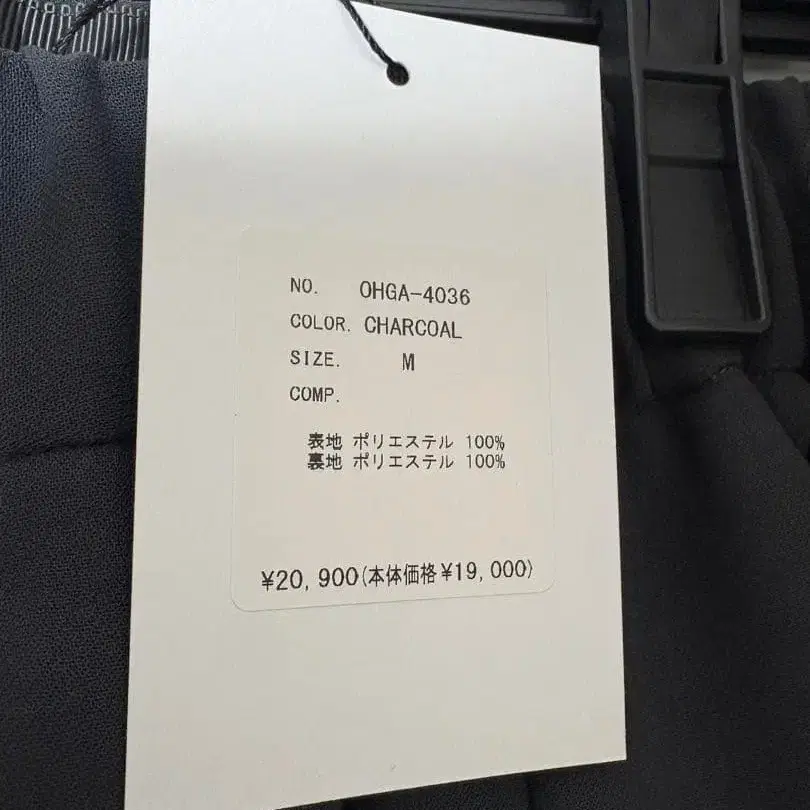 NO. OHGA-4036
COLOR. CHARCOAL
SIZE. M
COMP.
表地 ポリエステル 100%
裏地 ポリエステル 100%
¥20,900(本体価格¥19,000)